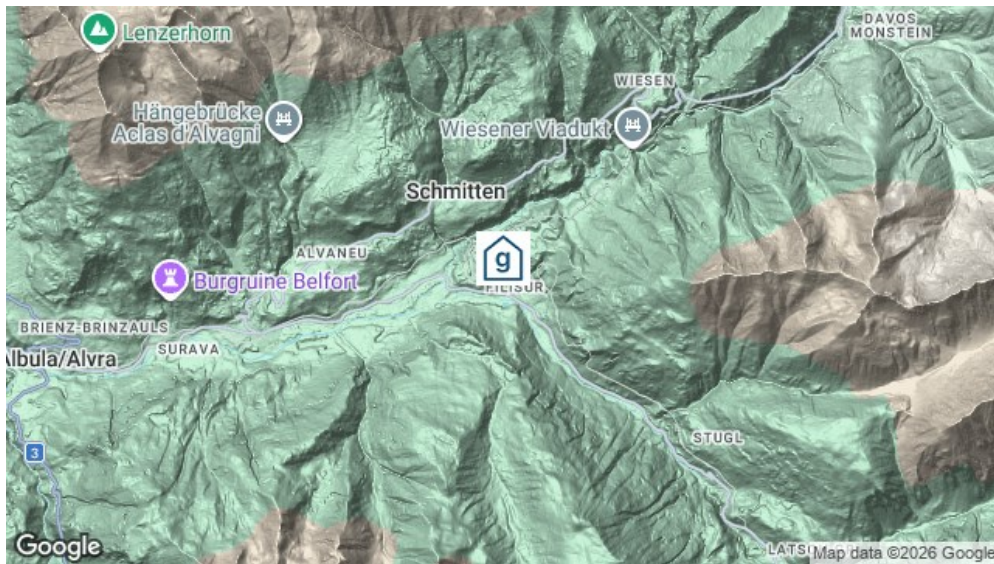 DAVOS
MONSTEIN
Lenzerhorn
WIESEN
Hängebrücke
Aclas d'Alvagni
Wiesener Viadukt
Schmitten
ALVANEU
g
Burgruine Belfort
FILISUR
BRIENZ-BRINZAULS
SURAVA
Albula/Alvra
STUGL
3
Google
Map data ©2026 Google